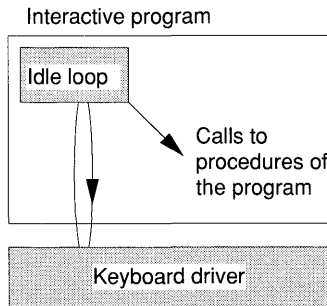 Interactive program
Idle loop
Calls to
procedures of
the program
Keyboard driver